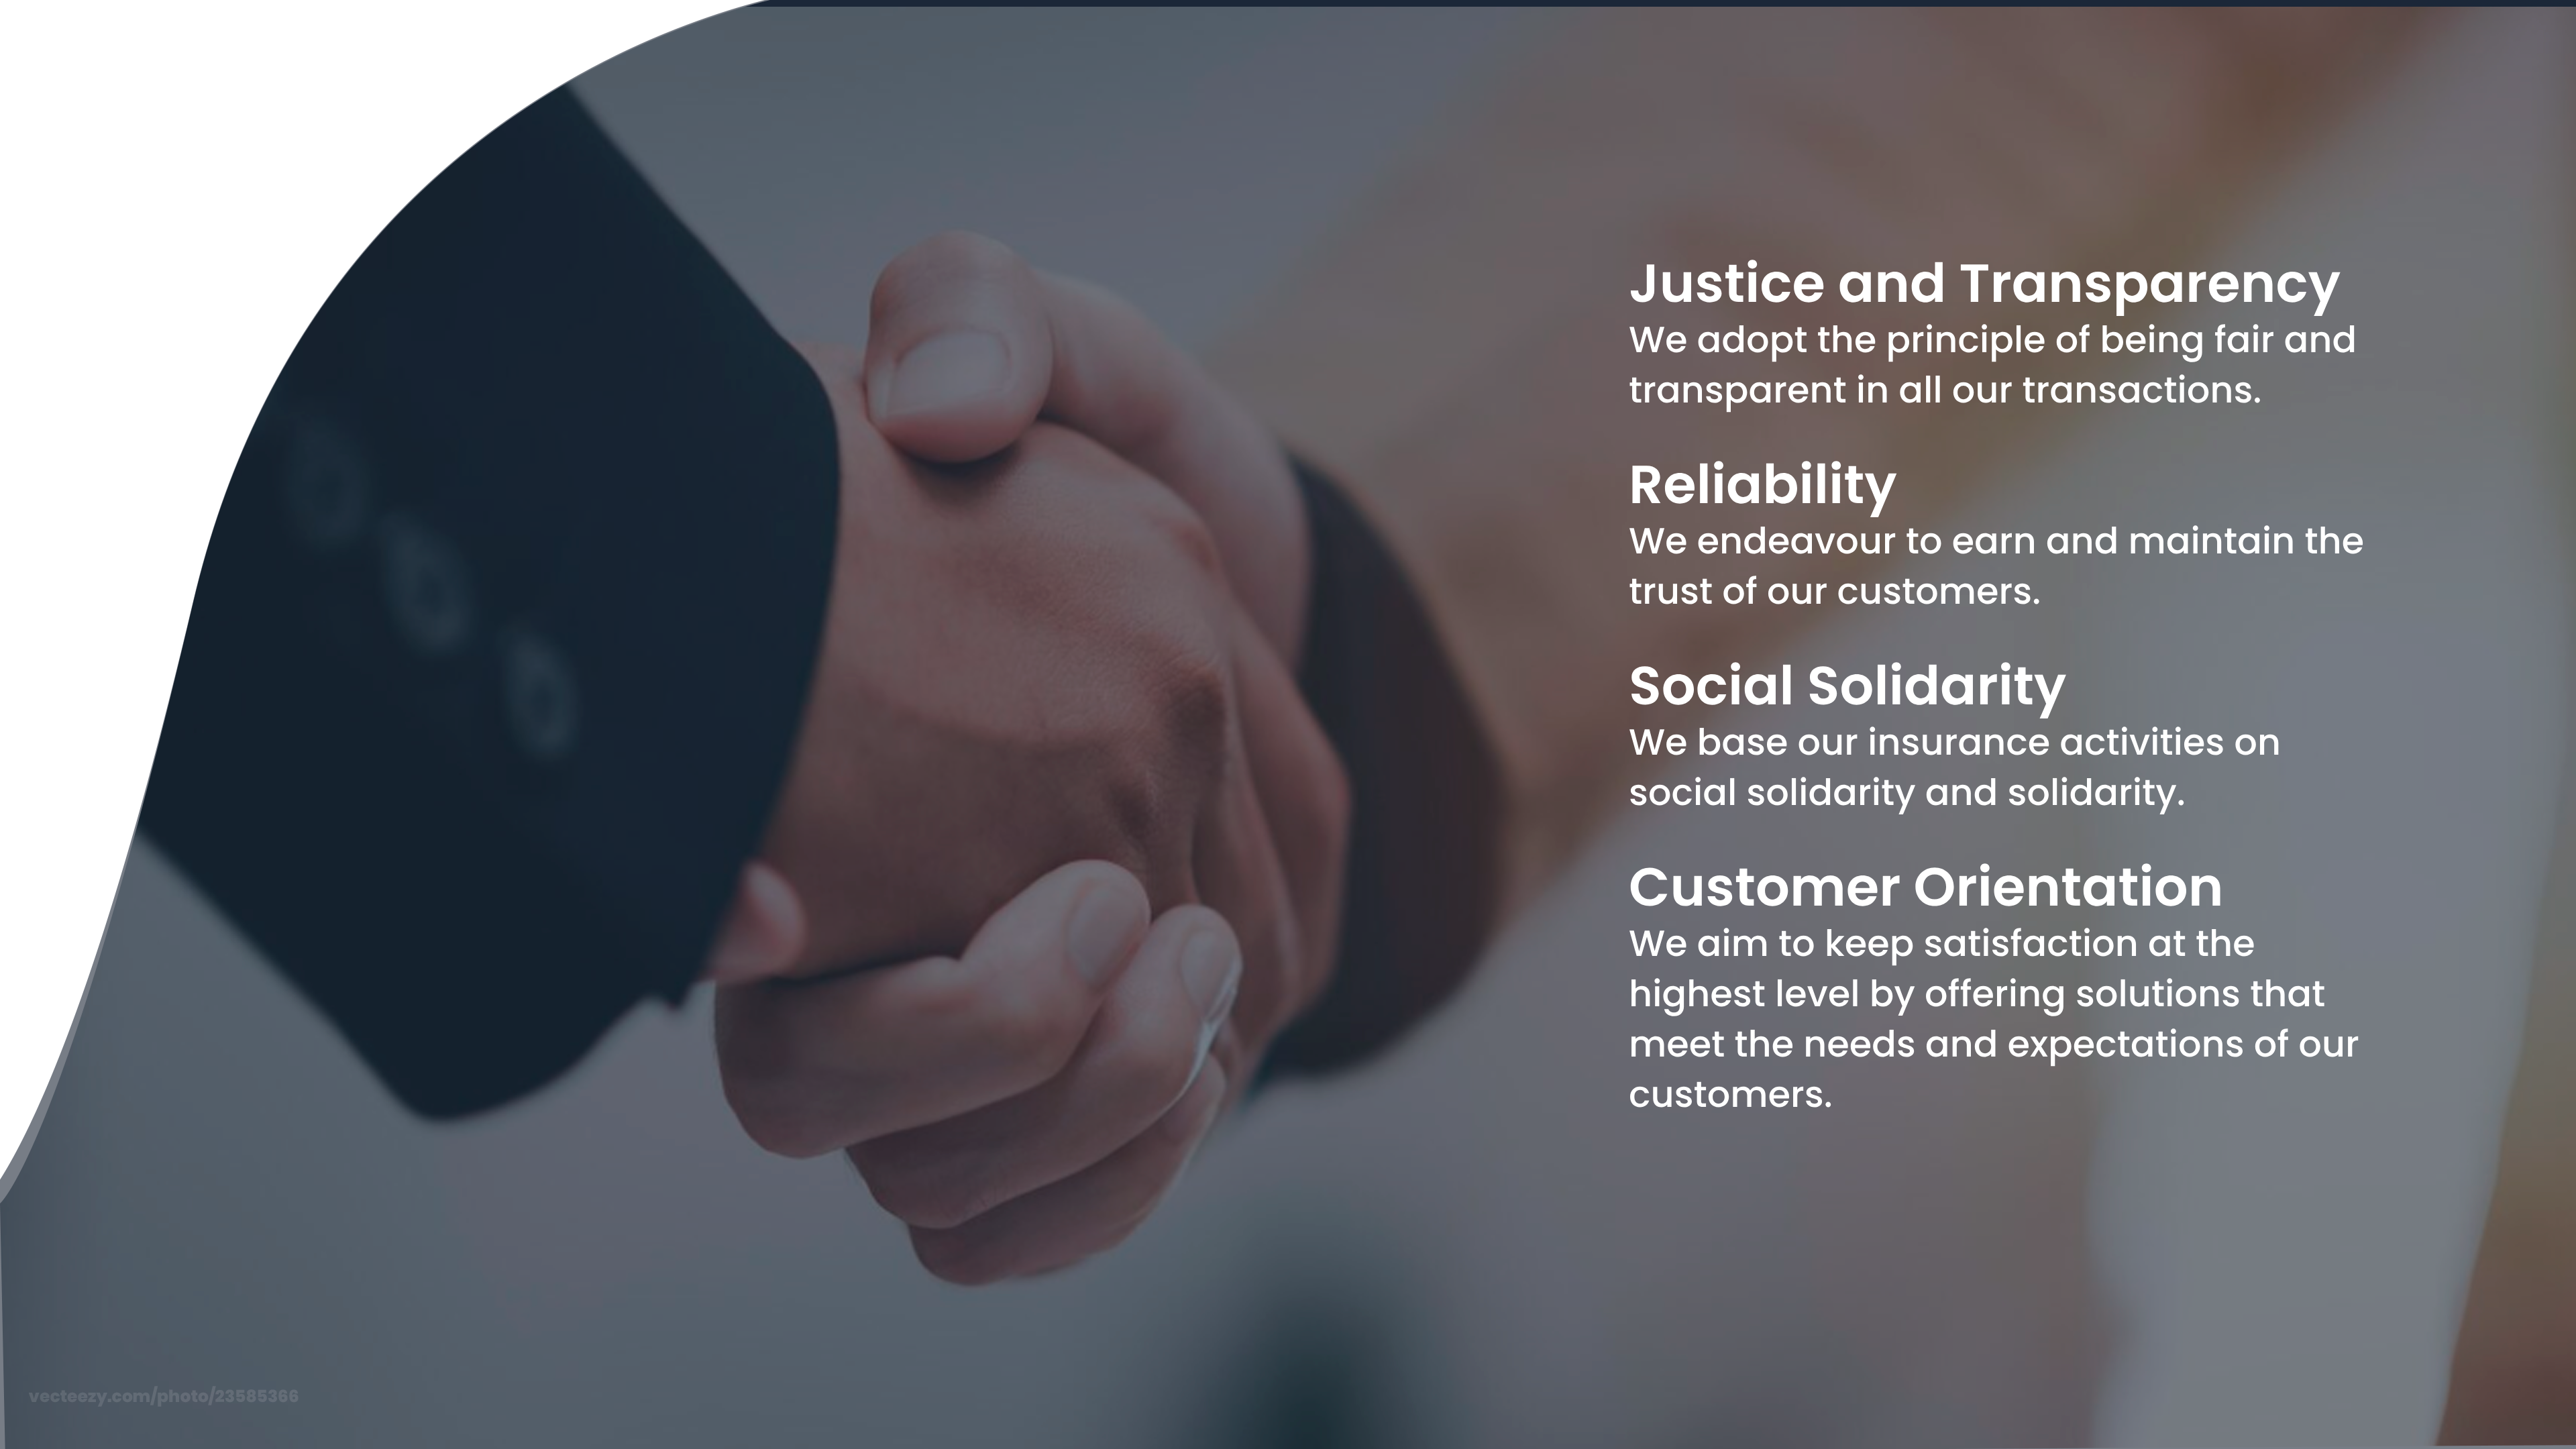 Justice and Transparency
We adopt the principle of being fair and
transparent in all our transactions.
Reliability
We endeavour to earn and maintain the
trust of our customers.
Social Solidarity
We base our insurance activities on
social solidarity and solidarity.
Customer Orientation
We aim to keep satisfaction at the
highest level by offering solutions that
meet the needs and expectations of our
customers.
vecteezy.com/photo/23585366